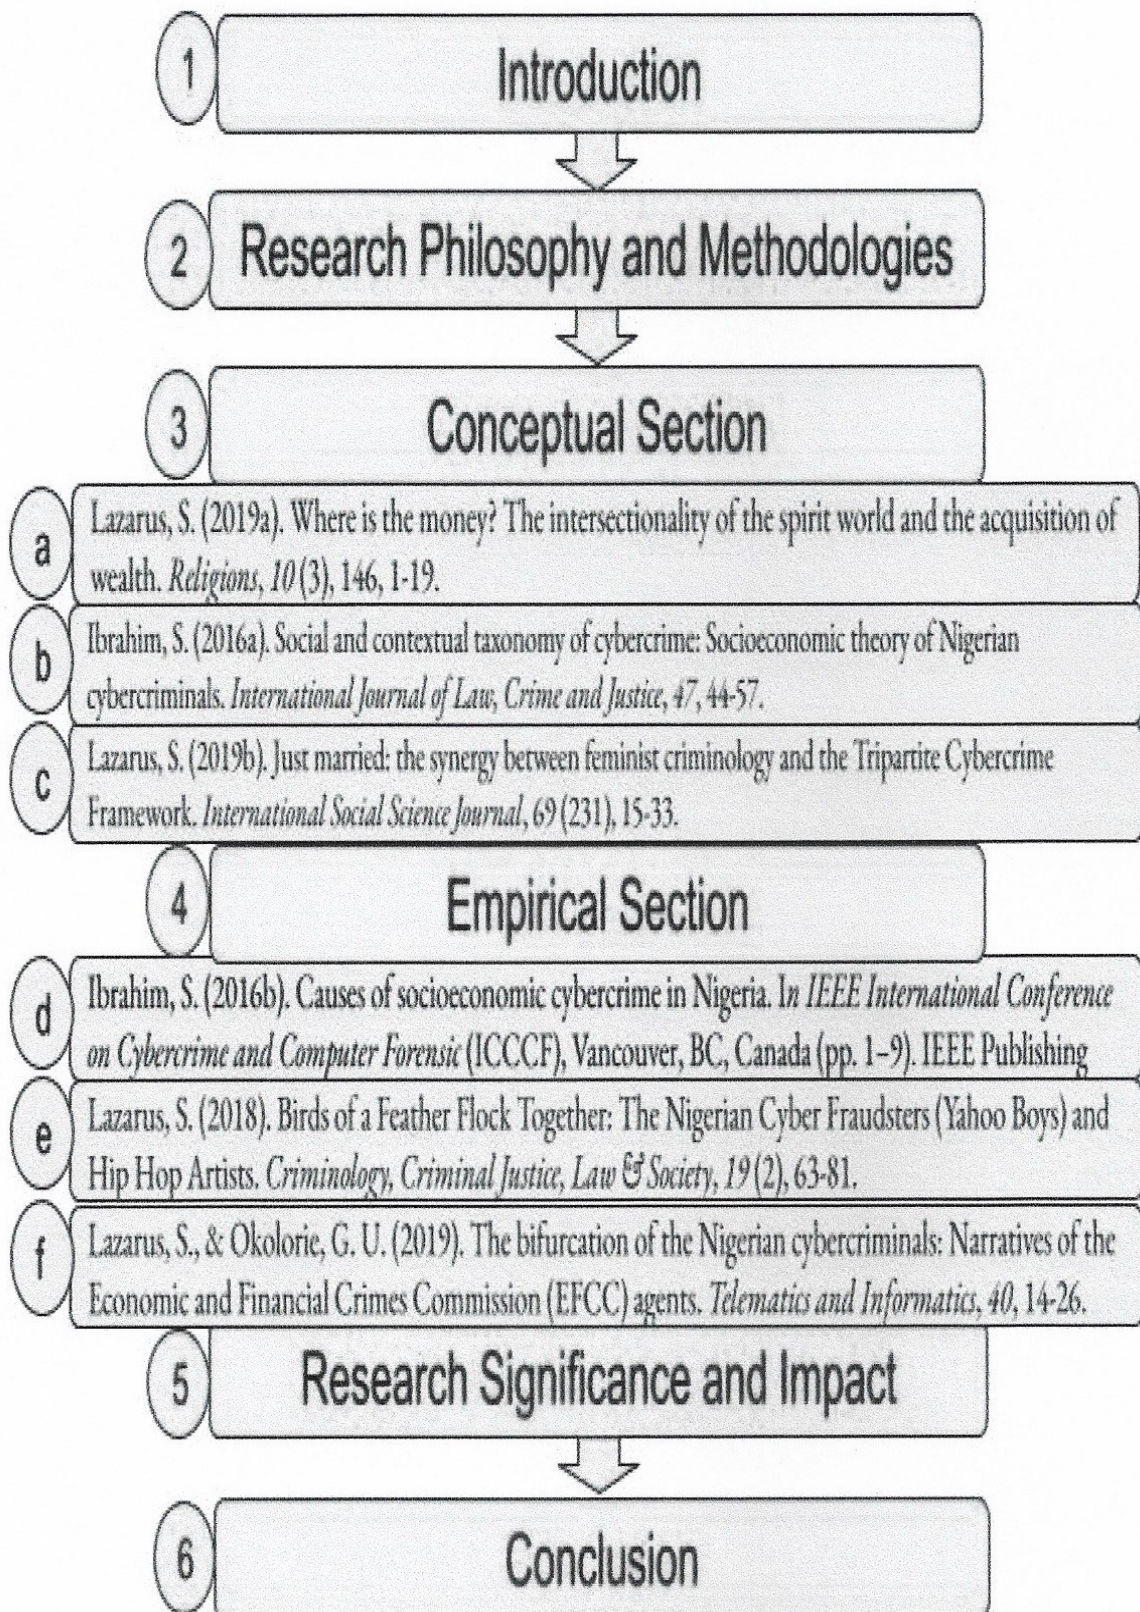 1
Introduction
2
Research Philosophy and Methodologies
3
Conceptual Section
a
Lazarus, S. (2019a). Where is the money? The intersectionality of the spirit world and the acquisition of
wealth. Religions, 10 (3), 146, 1-19.
b
Ibrahim, S. (2016a). Social and contextual taxonomy of cybercrime: Socioeconomic theory of Nigerian
cybercriminals. International Journal of Law, Crime and Justice, 47, 44-57.
c
Lazarus, S. (2019b). Just married: the synergy between feminist criminology and the Tripartite Cybercrime
Framework. International Social Science Journal, 69 (231), 15-33.
4
Empirical Section
d
Ibrahim, S. (2016b). Causes of socioeconomic cybercrime in Nigeria. In IEEE International Conference
on Cybercrime and Computer Forensic (ICCCF), Vancouver, BC, Canada (pp. 1–9). IEEE Publishing
e
Lazarus, S. (2018). Birds of a Feather Flock Together: The Nigerian Cyber Fraudsters (Yahoo Boys) and
Hip Hop Artists. Criminology, Criminal Justice, Law & Society, 19 (2), 63-81.
f
Lazarus, S., & Okolorie, G. U. (2019). The bifurcation of the Nigerian cybercriminals: Narratives of the
Economic and Financial Crimes Commission (EFCC) agents. Telematics and Informatics, 40, 14-26.
5
Research Significance and Impact
6
Conclusion